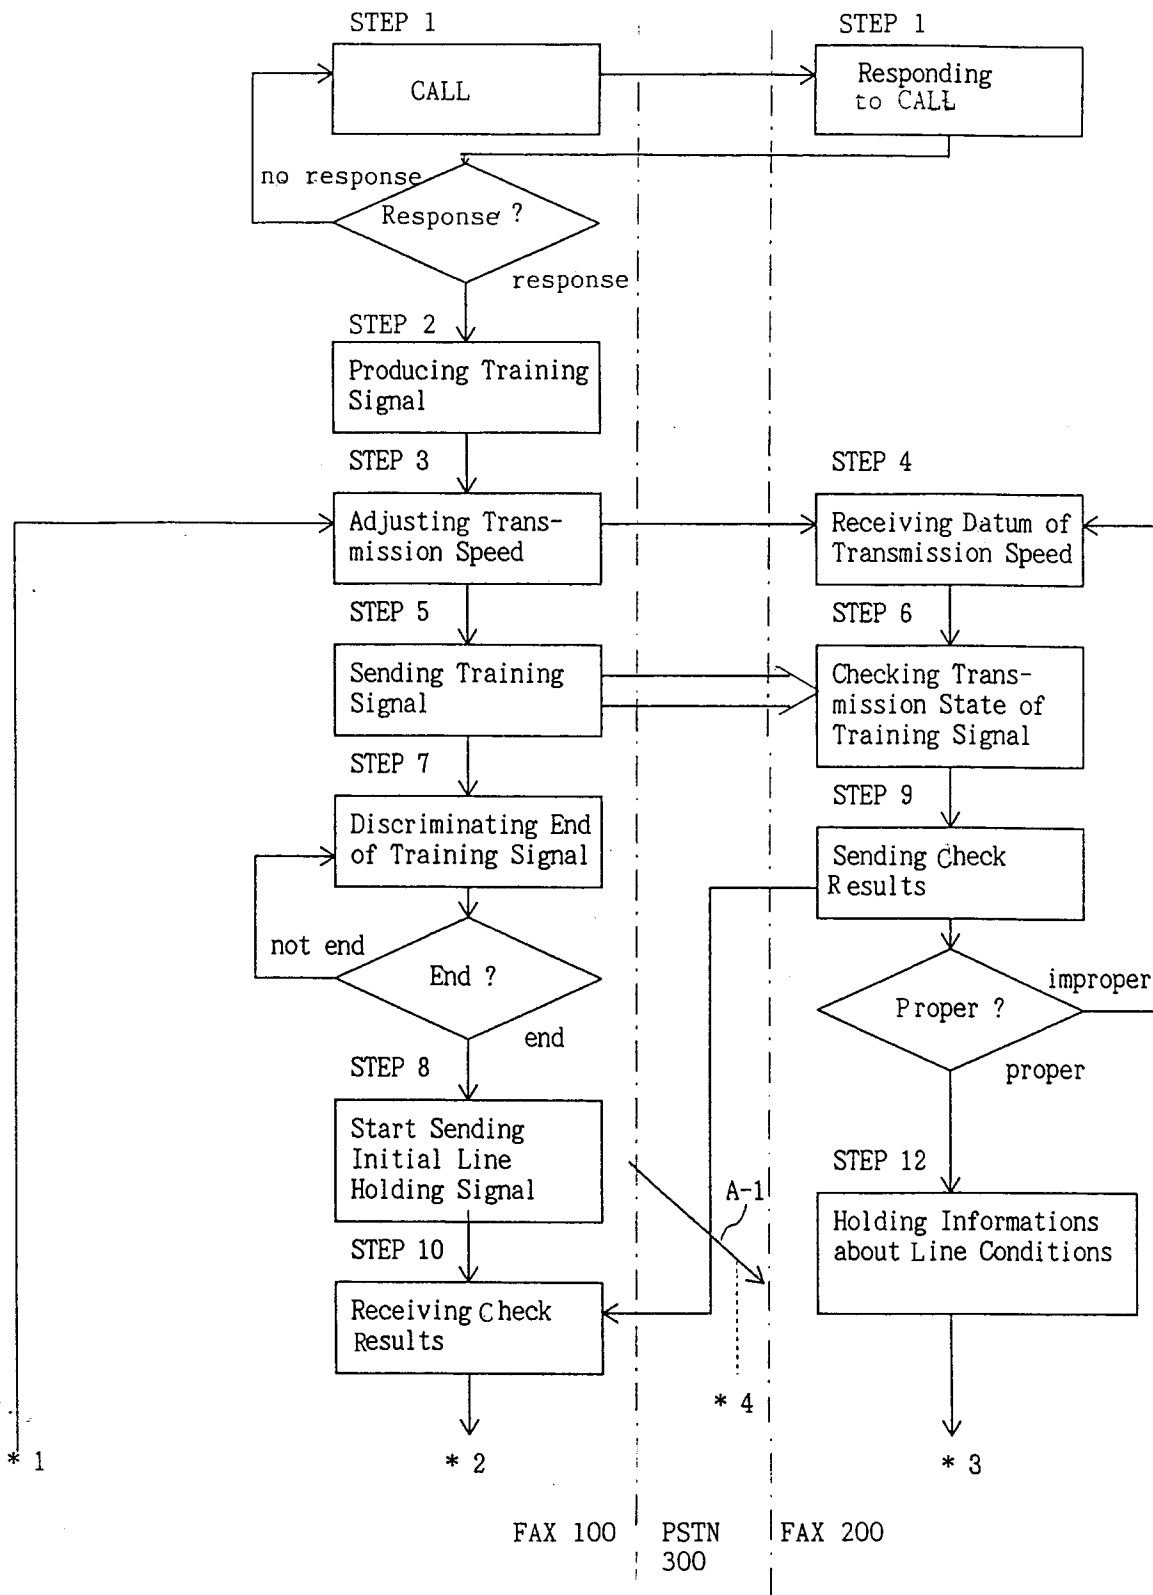 STEP 1
STEP 1
CALL
Responding
to CALL
no response
Response ?
response
STEP 2
Producing Training
Signal
STEP 3
STEP 4
Adjusting Trans-
mission Speed
Receiving Datum of
Transmission Speed
STEP 5
STEP 6
Sending Training
Signal
Checking Trans-
mission State of
Training Signal
STEP 7
STEP 9
Discriminating End
of Training Signal
Sending Check
Results
not end
End ?
end
improper
Proper ?
proper
STEP 8
Start Sending
Initial Line
Holding Signal
A-1
STEP 12
Holding Informations
about Line Conditions
STEP 10
Receiving Check
Results
* 4
* 1
* 2
* 3
FAX 100
PSTN
300
FAX 200